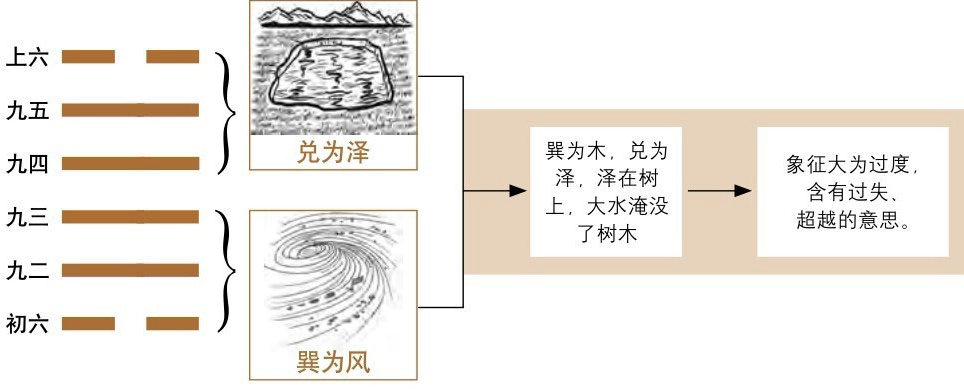 上六
九五
九四
九三
九二
初六
兑为泽
巽为风
巽为木，兑为
泽，泽在树
上，大水淹没
了树木
象征大为过度，
含有过失、
超越的意思。